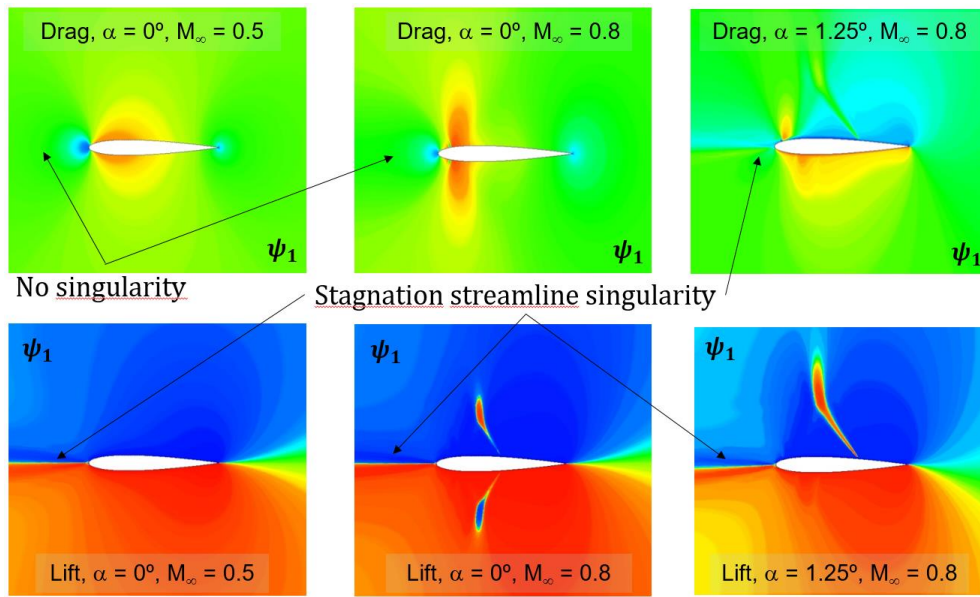 Drag, α = 0º, M∞ = 0.5
Drag, α = 0º, M∞ = 0.8
Drag, α = 1.25º, M∞ = 0.8
ψ1
ψ1
ψ1
No singularity
Stagnation streamline singularity
ψ1
ψ1
ψ1
Lift, α = 0º, M∞ = 0.5
Lift, α = 0º, M∞ = 0.8
Lift, α = 1.25º, M∞ = 0.8